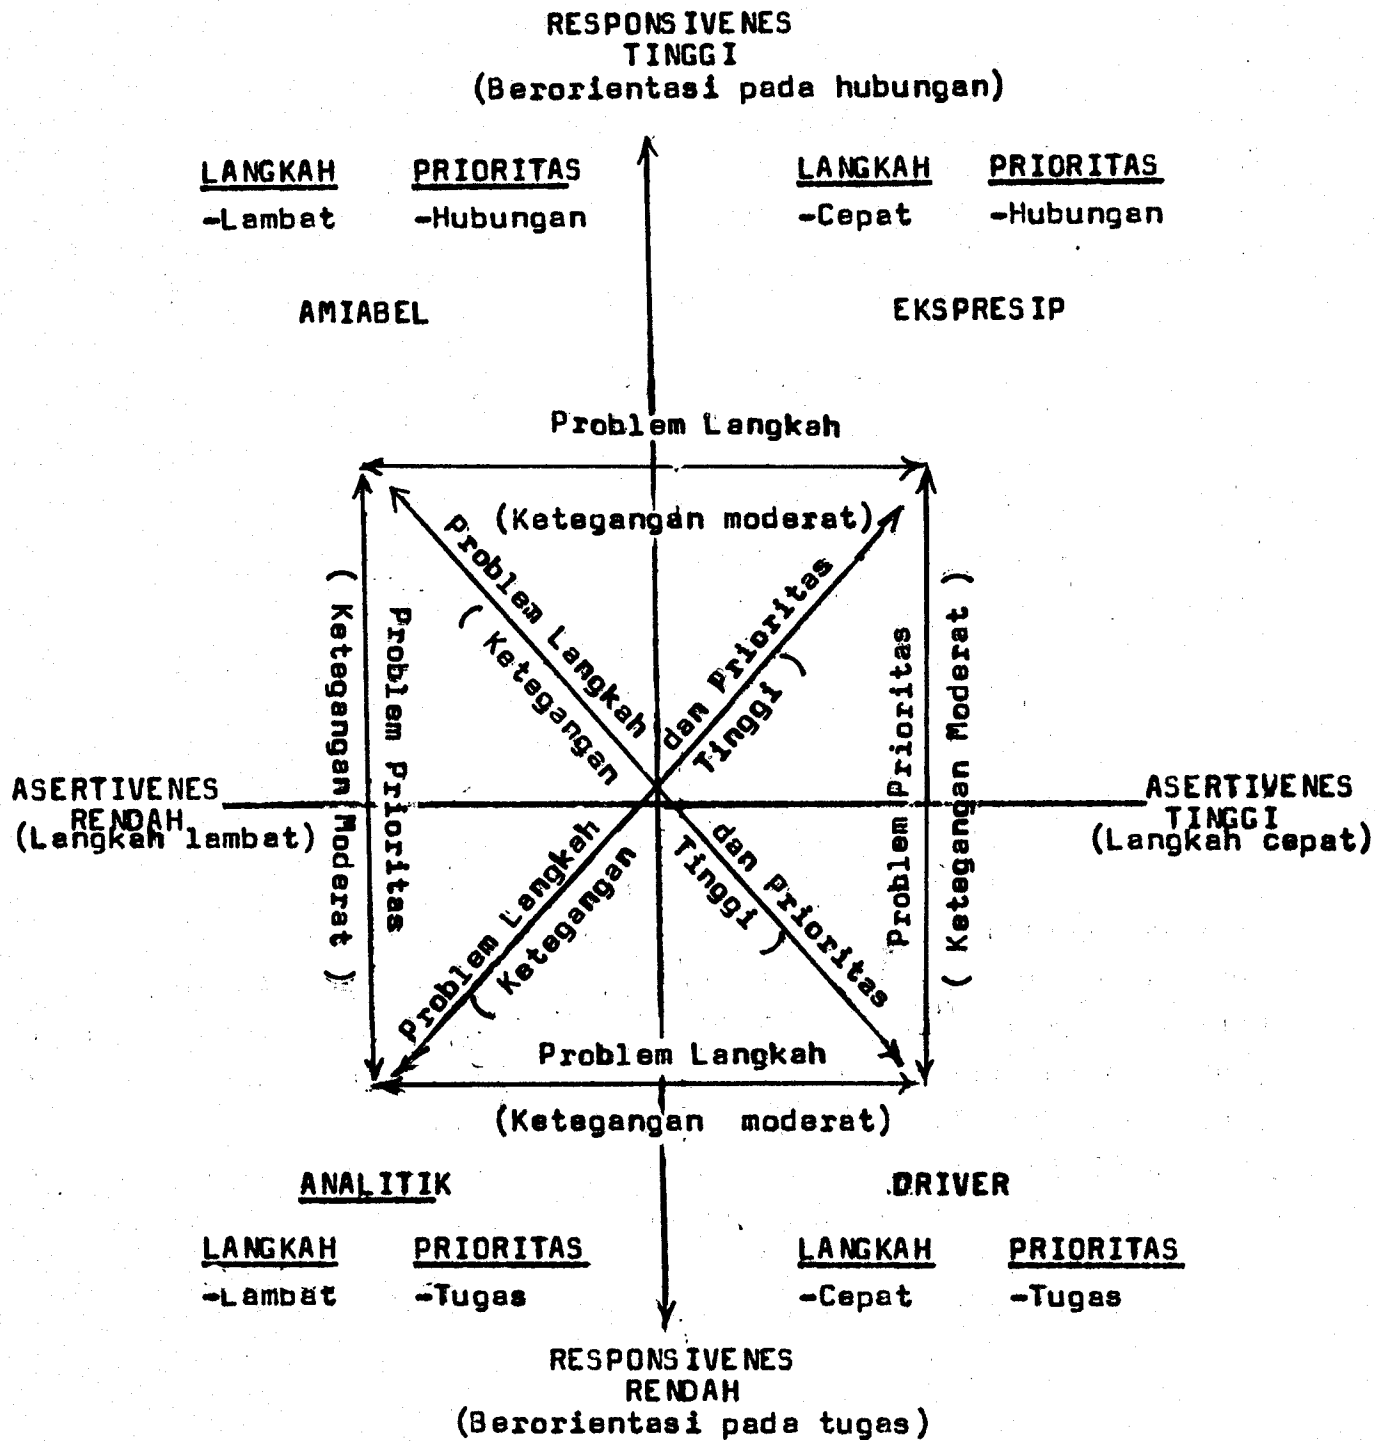 RESPONSIVENES
TINGGI
(Berorientasi pada hubungan)
LANGKAH PRIORITAS
-Lambat -Hubungan
AMIABEL
LANGKAH PRIORITAS
-Cepat -Hubungan
EKSPRESIP
Problem Langkah
(Ketegangan moderat)
Problem Langkah dan Prioritas
(Ketegangan Tinggi)
Problem Langkah dan Prioritas
(Ketegangan Tinggi)
Problem Prioritas
(Ketegangan Moderat)
Problem Prioritas
(Ketegangan Moderat)
ASERTIVENES
RENDAH
(Langkah lambat)
ASERTIVENES
TINGGI
(Langkah cepat)
Problem Langkah
(Ketegangan moderat)
ANALITIK
LANGKAH PRIORITAS
-Lambat -Tugas
DRIVER
LANGKAH PRIORITAS
-Cepat -Tugas
RESPONSIVENES
RENDAH
(Berorientasi pada tugas)